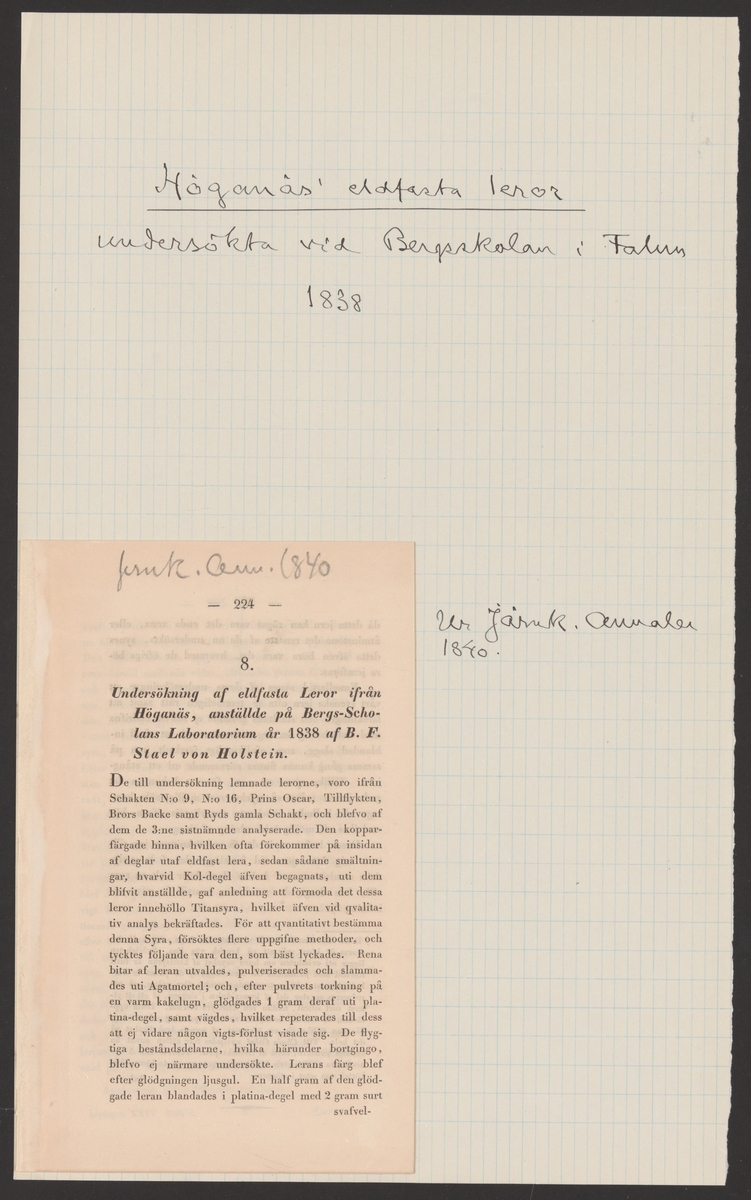 Höganäs' eldfasta leror
undersökta vid Bergsskolan i Falun
1838
Jernk. Ann. 1840
— 224 —
8.
Undersökning af eldfasta Leror ifrån
Höganäs, anställde på Bergs-Scho-
lans Laboratorium år 1838 af B. F.
Stael von Holstein.
De till undersökning lemnade lerorne, voro ifrån
Schakten N:o 9, N:o 16, Prins Oscar, Tillflykten,
Brors Backe samt Ryds gamla Schakt, och blefvo af
dem de 3:ne sistnämnde analyserade. Den koppar-
färgade hinna, hvilken ofta förekommer på insidan
af deglar utaf eldfast lera, sedan sådane smältnin-
gar, hvarvid Kol-degel äfven begagnats, uti dem
blifvit anställde, gaf anledning att förmoda det dessa
leror innehöllo Titansyra, hvilket äfven vid qvalita-
tiv analys bekräftades. För att qvantitativt bestämma
denna Syra, försöktes flere uppgifne methoder, och
tycktes följande vara den, som bäst lyckades. Rena
bitar af leran utvaldes, pulveriserades och slamma-
des uti Agatmortel; och, efter pulvrets torkning på
en varm kakelugn, glödgades 1 gram deraf uti pla-
tina-degel, samt vägdes, hvilket repeterades till dess
att ej vidare någon vigts-förlust visade sig. De flyg-
tiga beståndsdelarne, hvilka härunder bortgingo,
blefvo ej närmare undersökte. Lerans färg blef
efter glödgningen ljusgul. En half gram af den glöd-
gade leran blandades i platina-degel med 2 gram surt
svafvel-
Ur Järnk. Annaler
1840.